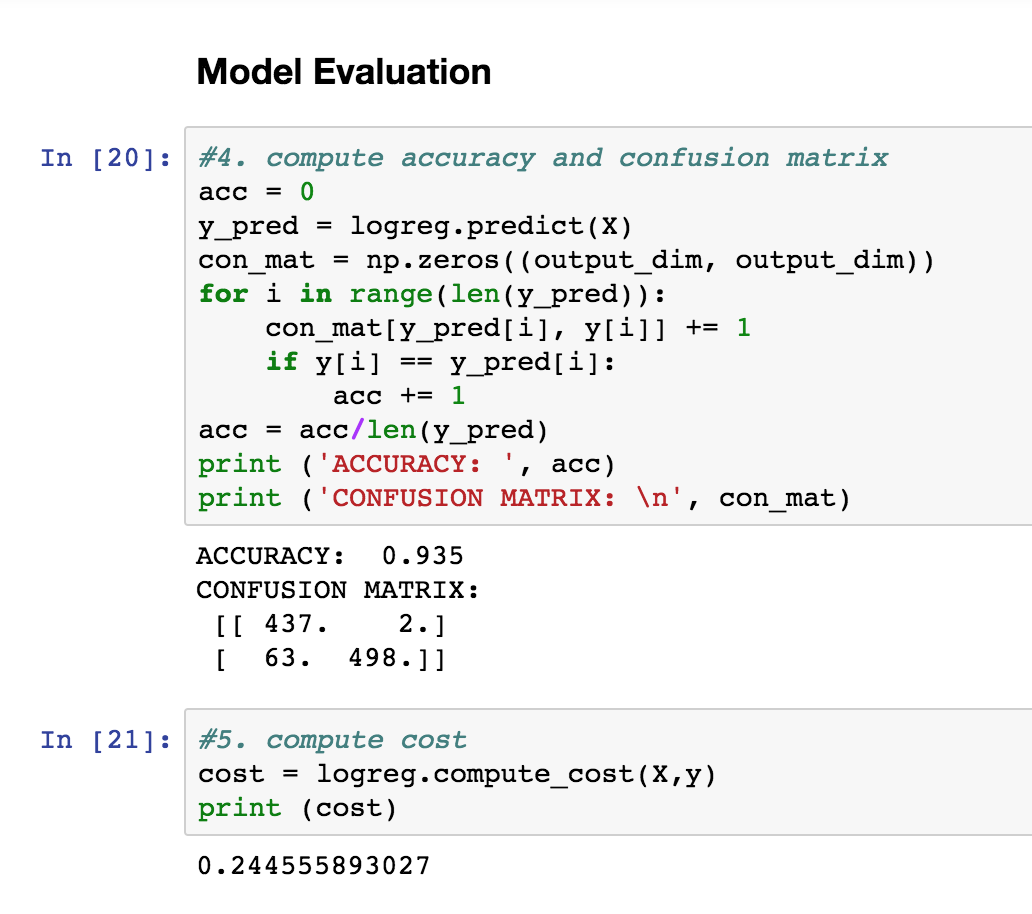 Model Evaluation
In [20]:
#4. compute accuracy and confusion matrix
acc = 0
y_pred = logreg.predict(X)
con_mat = np.zeros((output_dim, output_dim))
for i in range(len(y_pred)):
    con_mat[y_pred[i], y[i]] += 1
    if y[i] == y_pred[i]:
        acc += 1
acc = acc/len(y_pred)
print ('ACCURACY: ', acc)
print ('CONFUSION MATRIX: \n', con_mat)
ACCURACY:  0.935
CONFUSION MATRIX:
 [[ 437.    2.]
 [  63.  498.]]
In [21]:
#5. compute cost
cost = logreg.compute_cost(X,y)
print (cost)
0.244555893027